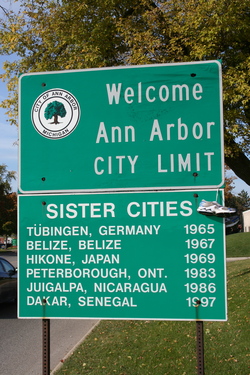 CITY OF ANN ARBOR
MICHIGAN
Welcome
Ann Arbor
CITY LIMIT
SISTER CITIES
TÜBINGEN, GERMANY 1965
BELIZE, BELIZE 1967
HIKONE, JAPAN 1969
PETERBOROUGH, ONT. 1983
JUIGALPA, NICARAGUA 1986
DAKAR, SENEGAL 1997